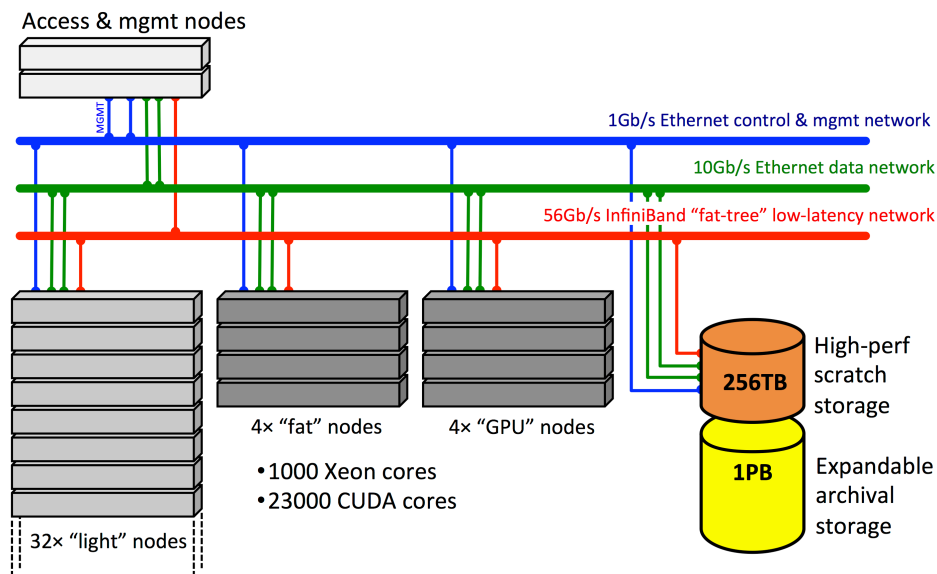 Access & mgmt nodes
MGMT
1Gb/s Ethernet control & mgmt network
10Gb/s Ethernet data network
56Gb/s InfiniBand “fat-tree” low-latency network
32× “light” nodes
4× “fat” nodes
4× “GPU” nodes
•1000 Xeon cores
•23000 CUDA cores
256TB
High-perf
scratch
storage
1PB
Expandable
archival
storage